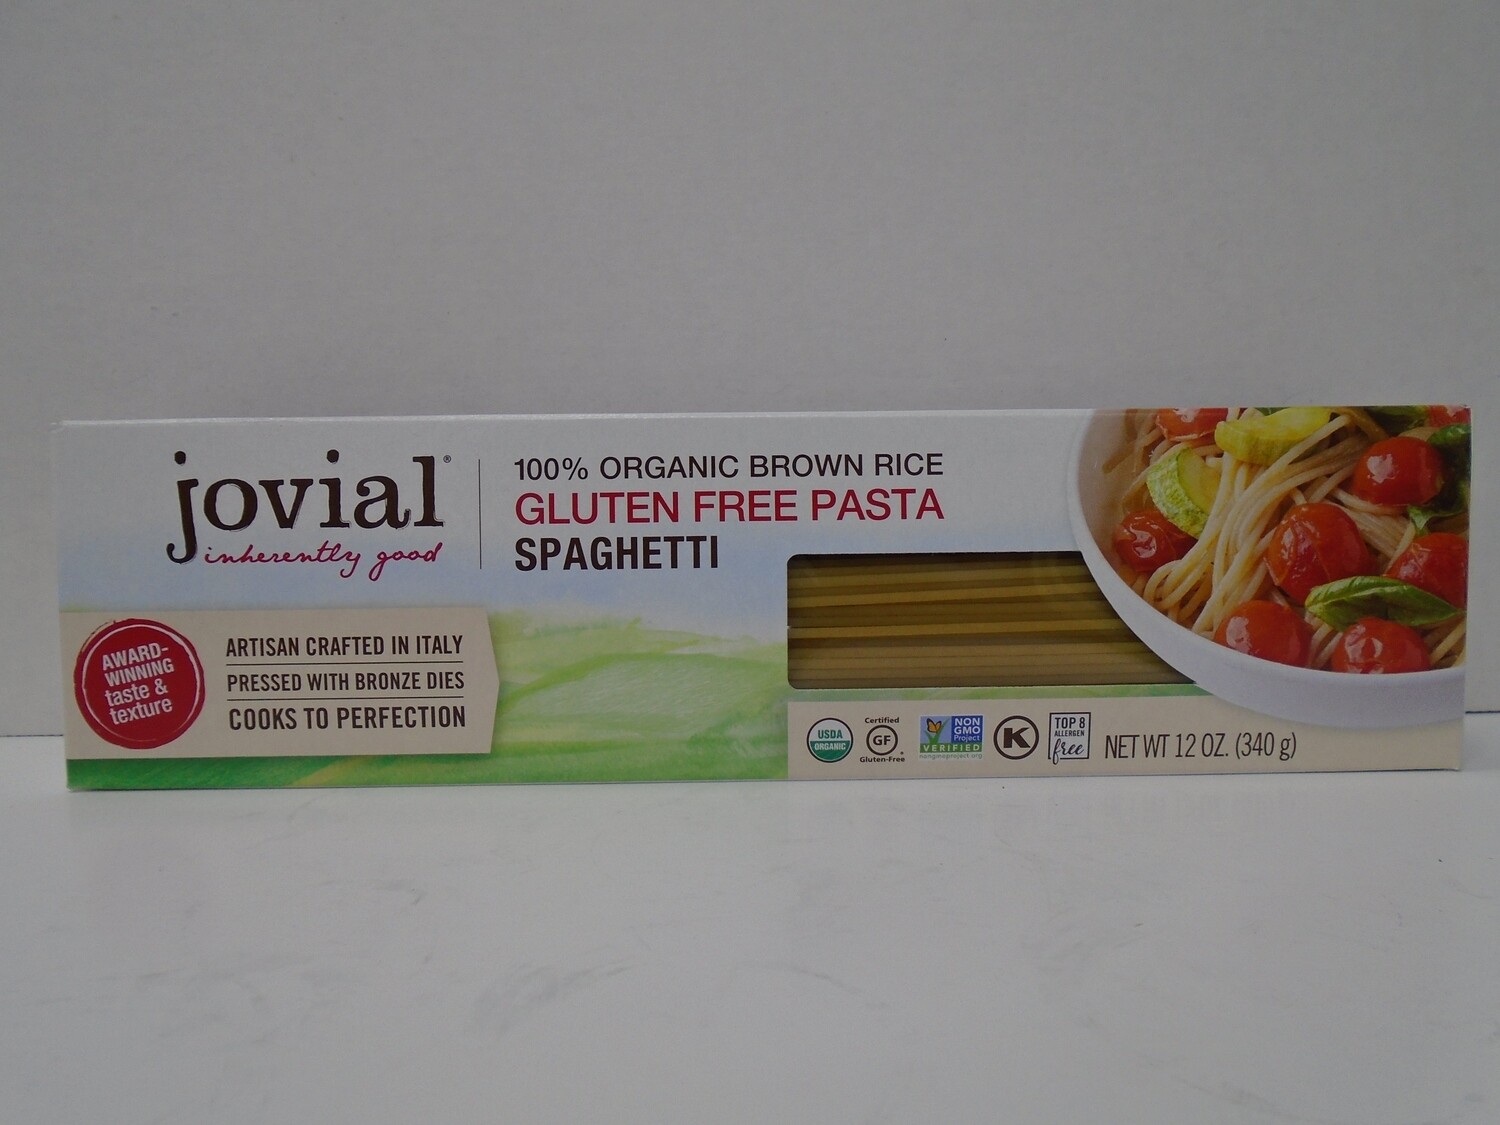 jovial®
inherently good
100% ORGANIC BROWN RICE
GLUTEN FREE PASTA
SPAGHETTI
AWARD-
WINNING
taste &
texture
ARTISAN CRAFTED IN ITALY
PRESSED WITH BRONZE DIES
COOKS TO PERFECTION
USDA
ORGANIC
Certified
GF
Gluten-Free
NON
GMO
Project
VERIFIED
nongmoproject.org
K
TOP 8
ALLERGEN
free
NET WT 12 OZ. (340 g)